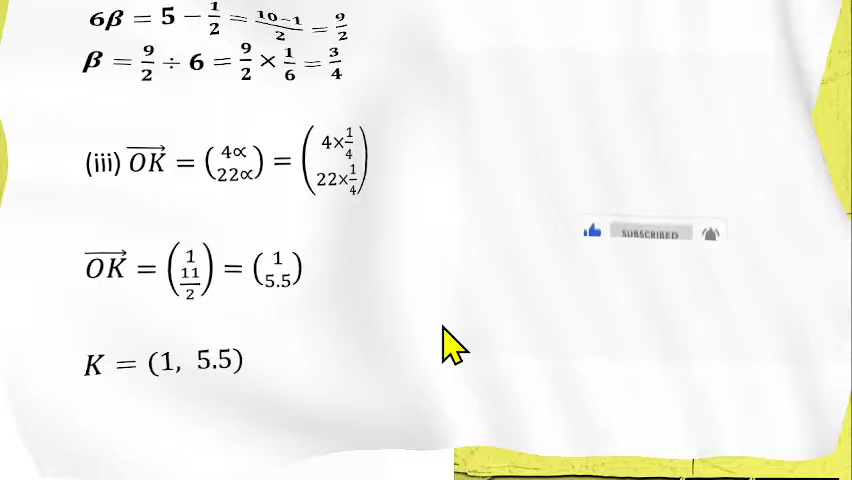 6β = 5 − 1/2 = 10−1/2 = 9/2
β = 9/2 ÷ 6 = 9/2 × 1/6 = 3/4
(iii) OK⃗ = (4∝ 22∝) = (4×1/4 22×1/4)
OK⃗ = (1 11/2) = (1 5.5)
K = (1, 5.5)
SUBSCRIBED